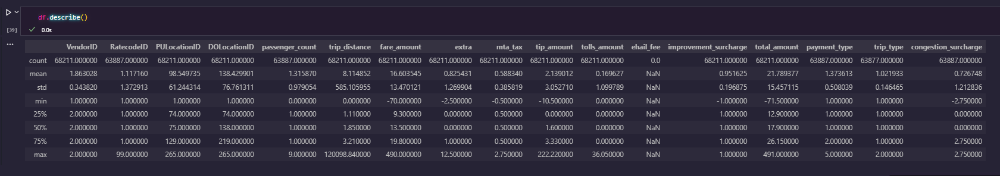 df.describe()
[39]
0.0s
...
VendorID RatecodeID PULocationID DOLocationID passenger_count trip_distance fare_amount extra mta_tax tip_amount tolls_amount ehail_fee improvement_surcharge total_amount payment_type trip_type congestion_surcharge
count 68211.000000 63887.000000 68211.000000 68211.000000 63887.000000 68211.000000 68211.000000 68211.000000 68211.000000 68211.000000 68211.000000 0.0 68211.000000 68211.000000 63887.000000 63877.000000 63887.000000
mean 1.863028 1.117160 98.549735 138.429901 1.315870 8.114852 16.603545 0.825431 0.588340 2.139012 0.169627 NaN 0.951625 21.789377 1.373613 1.021933 0.726748
std 0.343820 1.372913 61.244314 76.761311 0.979054 585.105955 13.470121 1.269904 0.385819 3.052710 1.099789 NaN 0.196875 15.457115 0.508039 0.146465 1.212836
min 1.000000 1.000000 1.000000 1.000000 0.000000 0.000000 -70.000000 -2.500000 -0.500000 -10.500000 0.000000 NaN -1.000000 -71.500000 1.000000 1.000000 -2.750000
25% 2.000000 1.000000 74.000000 74.000000 1.000000 1.110000 9.300000 0.000000 0.500000 0.000000 0.000000 NaN 1.000000 12.900000 1.000000 1.000000 0.000000
50% 2.000000 1.000000 75.000000 138.000000 1.000000 1.850000 13.500000 0.000000 0.500000 1.600000 0.000000 NaN 1.000000 17.900000 1.000000 1.000000 0.000000
75% 2.000000 1.000000 129.000000 219.000000 1.000000 3.210000 19.800000 1.000000 0.500000 3.330000 0.000000 NaN 1.000000 26.150000 2.000000 1.000000 2.750000
max 2.000000 99.000000 265.000000 265.000000 9.000000 120098.840000 490.000000 12.500000 2.750000 222.220000 36.050000 NaN 1.000000 491.000000 5.000000 2.000000 2.750000